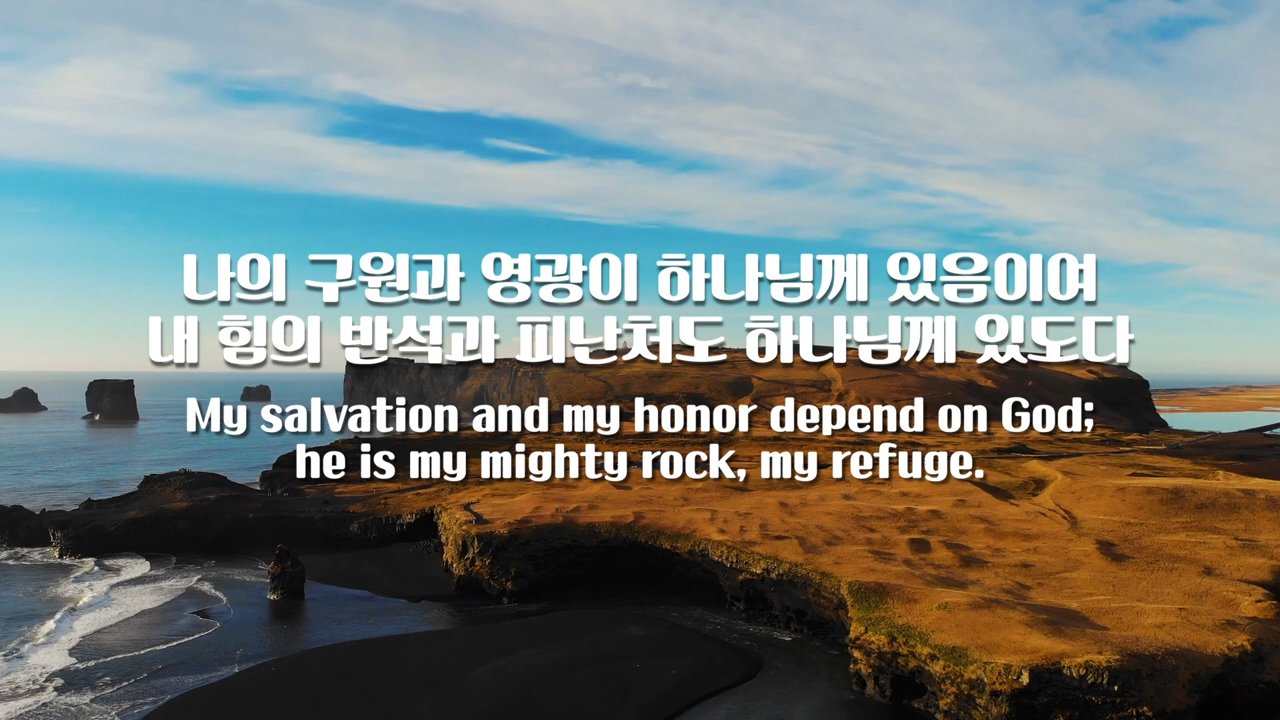 나의 구원과 영광이 하나님께 있음이여
내 힘의 반석과 피난처도 하나님께 있도다
My salvation and my honor depend on God;
he is my mighty rock, my refuge.